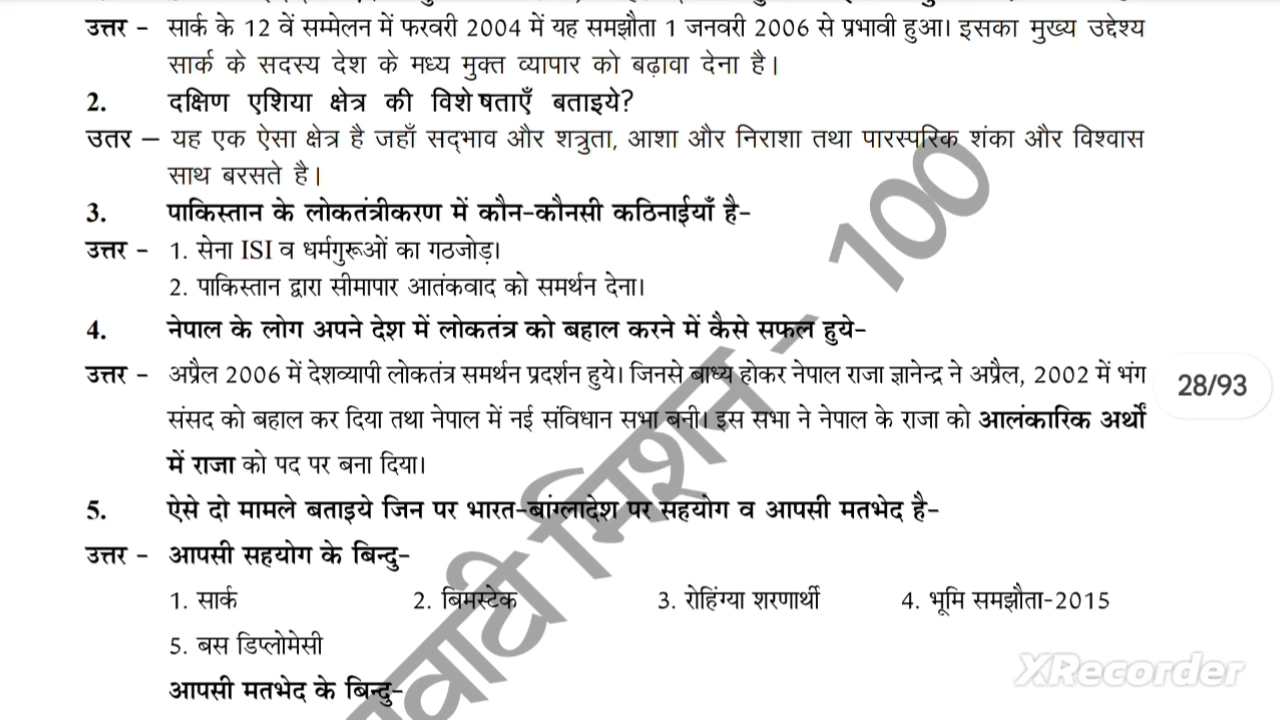 उत्तर - सार्क के 12 वें सम्मेलन में फरवरी 2004 में यह समझौता 1 जनवरी 2006 से प्रभावी हुआ। इसका मुख्य उद्देश्य
सार्क के सदस्य देश के मध्य मुक्त व्यापार को बढ़ावा देना है।
2. दक्षिण एशिया क्षेत्र की विशेषताएँ बताइये?
उतर – यह एक ऐसा क्षेत्र है जहाँ सद्भाव और शत्रुता, आशा और निराशा तथा पारस्परिक शंका और विश्वास
साथ बरसते है।
3. पाकिस्तान के लोकतंत्रीकरण में कौन-कौनसी कठिनाईयाँ है-
उत्तर - 1. सेना ISI व धर्मगुरूओं का गठजोड़।
2. पाकिस्तान द्वारा सीमापार आतंकवाद को समर्थन देना।
4. नेपाल के लोग अपने देश में लोकतंत्र को बहाल करने में कैसे सफल हुये-
उत्तर - अप्रैल 2006 में देशव्यापी लोकतंत्र समर्थन प्रदर्शन हुये। जिनसे बाध्य होकर नेपाल राजा ज्ञानेन्द्र ने अप्रैल, 2002 में भंग
संसद को बहाल कर दिया तथा नेपाल में नई संविधान सभा बनी। इस सभा ने नेपाल के राजा को आलंकारिक अर्थों
में राजा को पद पर बना दिया।
5. ऐसे दो मामले बताइये जिन पर भारत-बांग्लादेश पर सहयोग व आपसी मतभेद है-
उत्तर - आपसी सहयोग के बिन्दु-
1. सार्क 2. बिमस्टेक 3. रोहिंग्या शरणार्थी 4. भूमि समझौता-2015
5. बस डिप्लोमेसी
आपसी मतभेद के बिन्दु-
28/93
मिशन - 100
XRecorder